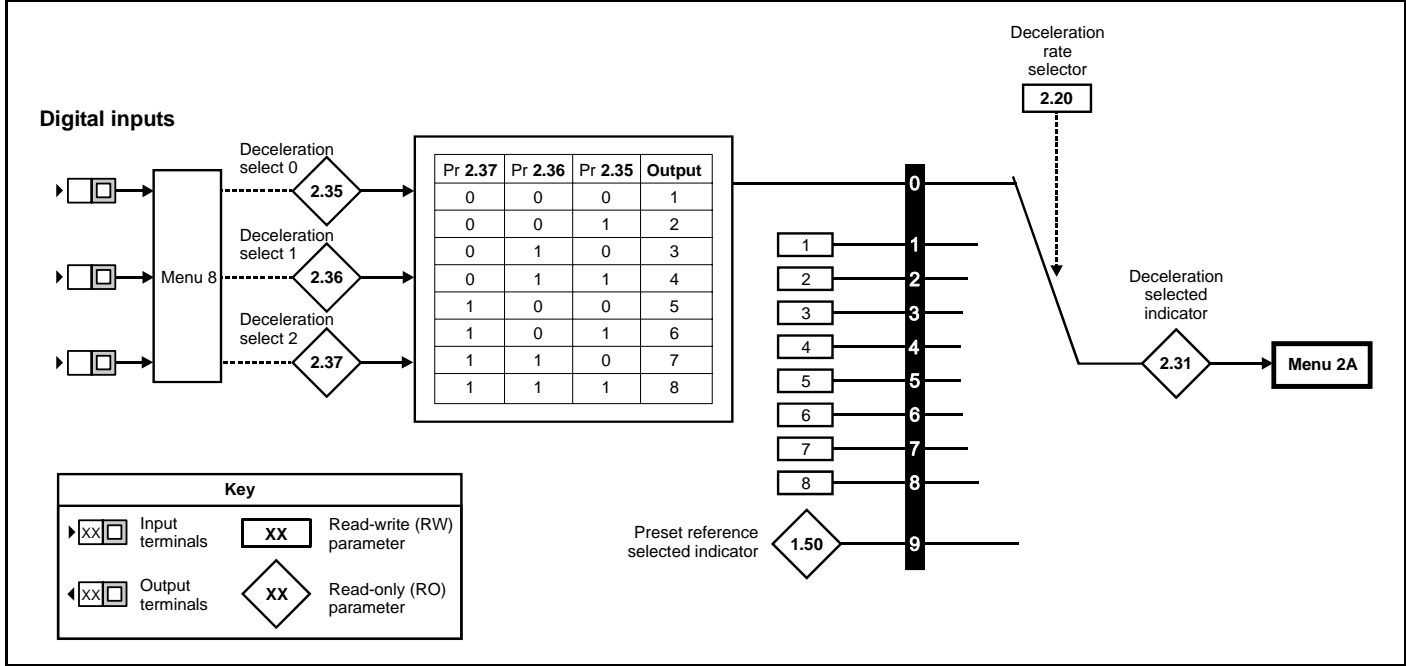 Deceleration
rate
selector
2.20
Digital inputs
Menu 8
Deceleration
select 0
2.35
Deceleration
select 1
2.36
Deceleration
select 2
2.37
Pr 2.37 Pr 2.36 Pr 2.35 Output
0 0 0 1
0 0 1 2
0 1 0 3
0 1 1 4
1 0 0 5
1 0 1 6
1 1 0 7
1 1 1 8
0
1 1
2 2
3 3
4 4
5 5
6 6
7 7
8 8
Preset reference
selected indicator
1.50
9
Deceleration
selected
indicator
2.31
Menu 2A
Key
XX
Input
terminals
XX
Read-write (RW)
parameter
XX
Output
terminals
XX
Read-only (RO)
parameter